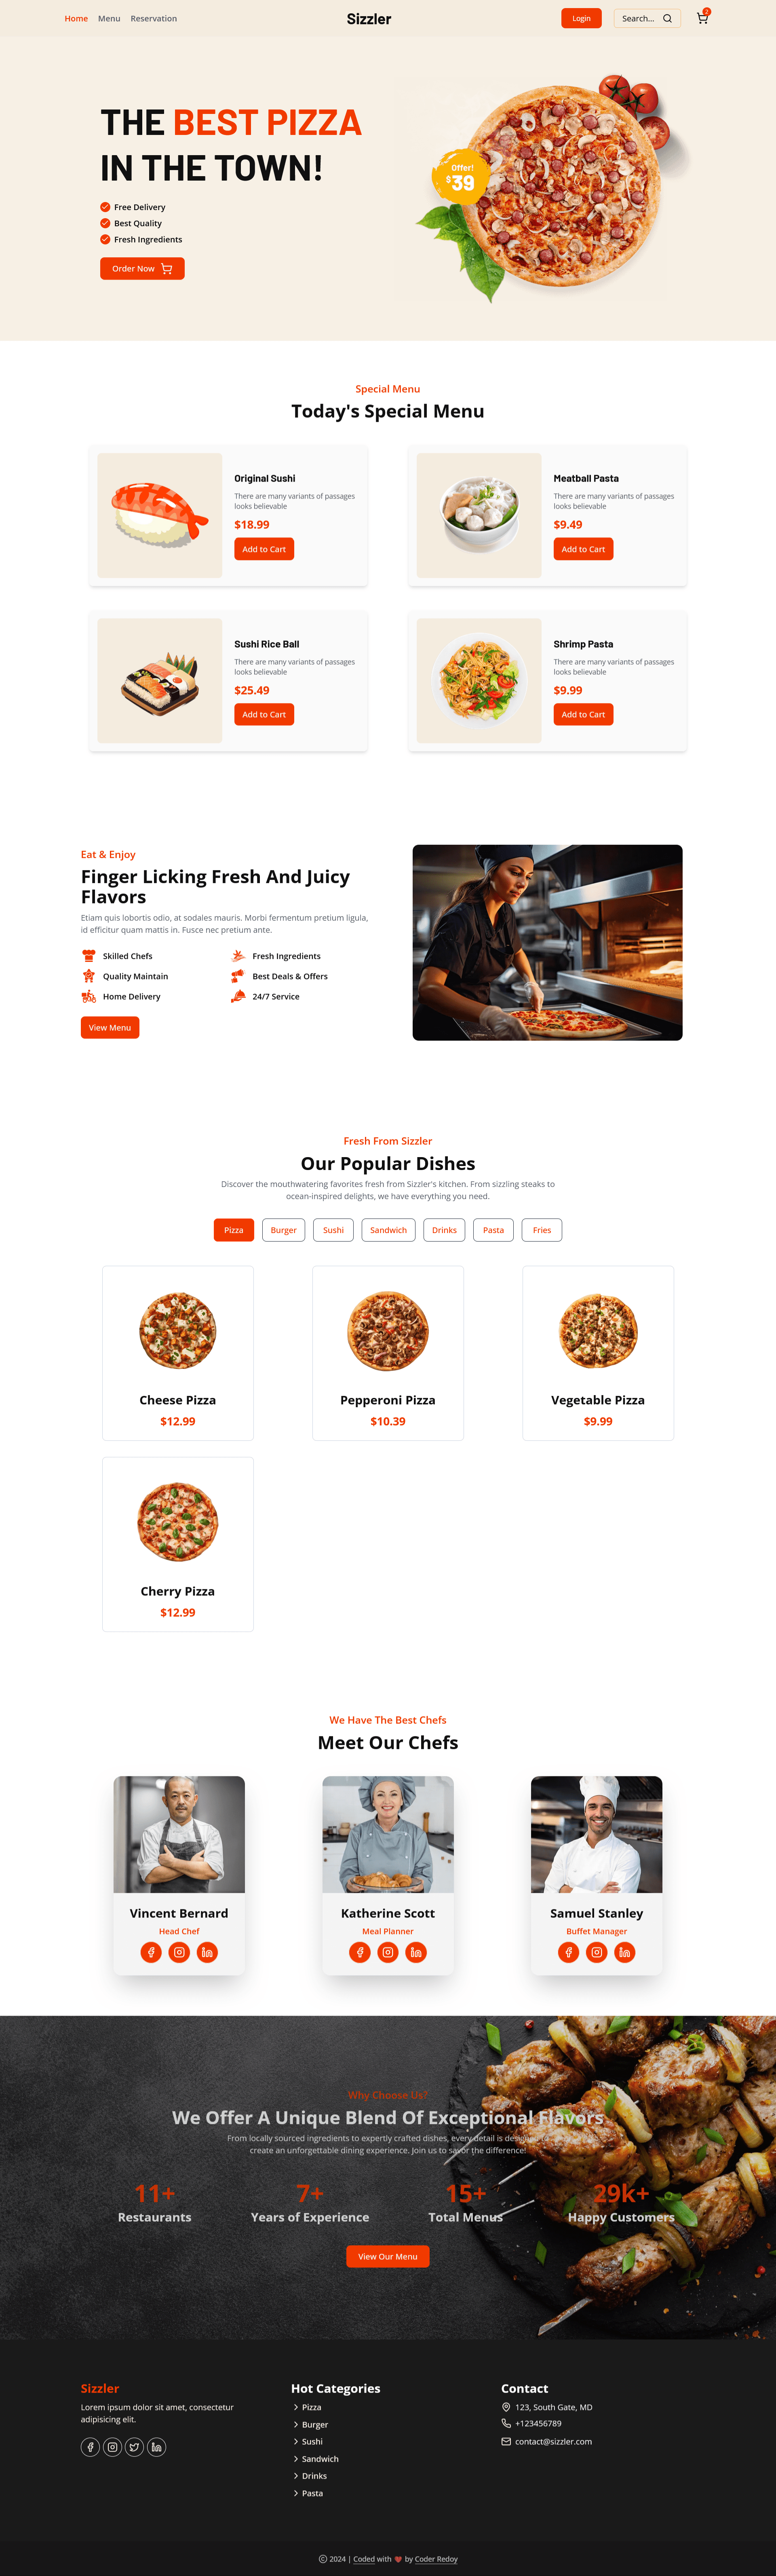 Home Menu Reservation
Sizzler
Login
Search...
2
THE BEST PIZZA
IN THE TOWN!
Free Delivery
Best Quality
Fresh Ingredients
Order Now
Offer!
$39
Special Menu
Today's Special Menu
Original Sushi
There are many variants of passages
looks believable
$18.99
Add to Cart
Meatball Pasta
There are many variants of passages
looks believable
$9.49
Add to Cart
Sushi Rice Ball
There are many variants of passages
looks believable
$25.49
Add to Cart
Shrimp Pasta
There are many variants of passages
looks believable
$9.99
Add to Cart
Eat & Enjoy
Finger Licking Fresh And Juicy
Flavors
Etiam quis lobortis odio, at sodales mauris. Morbi fermentum pretium ligula,
id efficitur quam mattis in. Fusce nec pretium ante.
Skilled Chefs
Fresh Ingredients
Quality Maintain
Best Deals & Offers
Home Delivery
24/7 Service
View Menu
Fresh From Sizzler
Our Popular Dishes
Discover the mouthwatering favorites fresh from Sizzler's kitchen. From sizzling steaks to
ocean-inspired delights, we have everything you need.
Pizza
Burger
Sushi
Sandwich
Drinks
Pasta
Fries
Cheese Pizza
$12.99
Pepperoni Pizza
$10.39
Vegetable Pizza
$9.99
Cherry Pizza
$12.99
We Have The Best Chefs
Meet Our Chefs
Vincent Bernard
Head Chef
Katherine Scott
Meal Planner
Samuel Stanley
Buffet Manager
Why Choose Us?
We Offer A Unique Blend Of Exceptional Flavors
From locally sourced ingredients to expertly crafted dishes, every detail is designed to
create an unforgettable dining experience. Join us to savor the difference!
11+
Restaurants
7+
Years of Experience
15+
Total Menus
29k+
Happy Customers
View Our Menu
Sizzler
Lorem ipsum dolor sit amet, consectetur
adipisicing elit.
Hot Categories
Pizza
Burger
Sushi
Sandwich
Drinks
Pasta
Contact
123, South Gate, MD
+123456789
contact@sizzler.com
© 2024 | Coded with ❤ by Coder Redoy